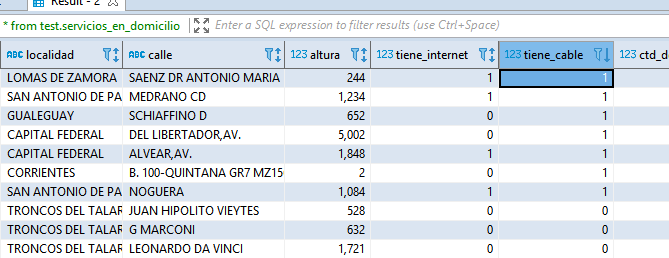 Result - 2
* from test.servicios_en_domicilio Enter a SQL expression to filter results (use Ctrl+Space)
ABC localidad ABC calle 123 altura 123 tiene_internet 123 tiene_cable 123 ctd_de
LOMAS DE ZAMORA SAENZ DR ANTONIO MARIA 244 1 1
SAN ANTONIO DE PA MEDRANO CD 1,234 1 1
GUALEGUAY SCHIAFFINO D 652 0 1
CAPITAL FEDERAL DEL LIBERTADOR,AV. 5,002 0 1
CAPITAL FEDERAL ALVEAR,AV. 1,848 1 1
CORRIENTES B. 100-QUINTANA GR7 MZ15 2 0 1
SAN ANTONIO DE PA NOGUERA 1,084 1 1
TRONCOS DEL TALAR JUAN HIPOLITO VIEYTES 528 0 0
TRONCOS DEL TALAR G MARCONI 632 0 0
TRONCOS DEL TALAR LEONARDO DA VINCI 1,721 0 0